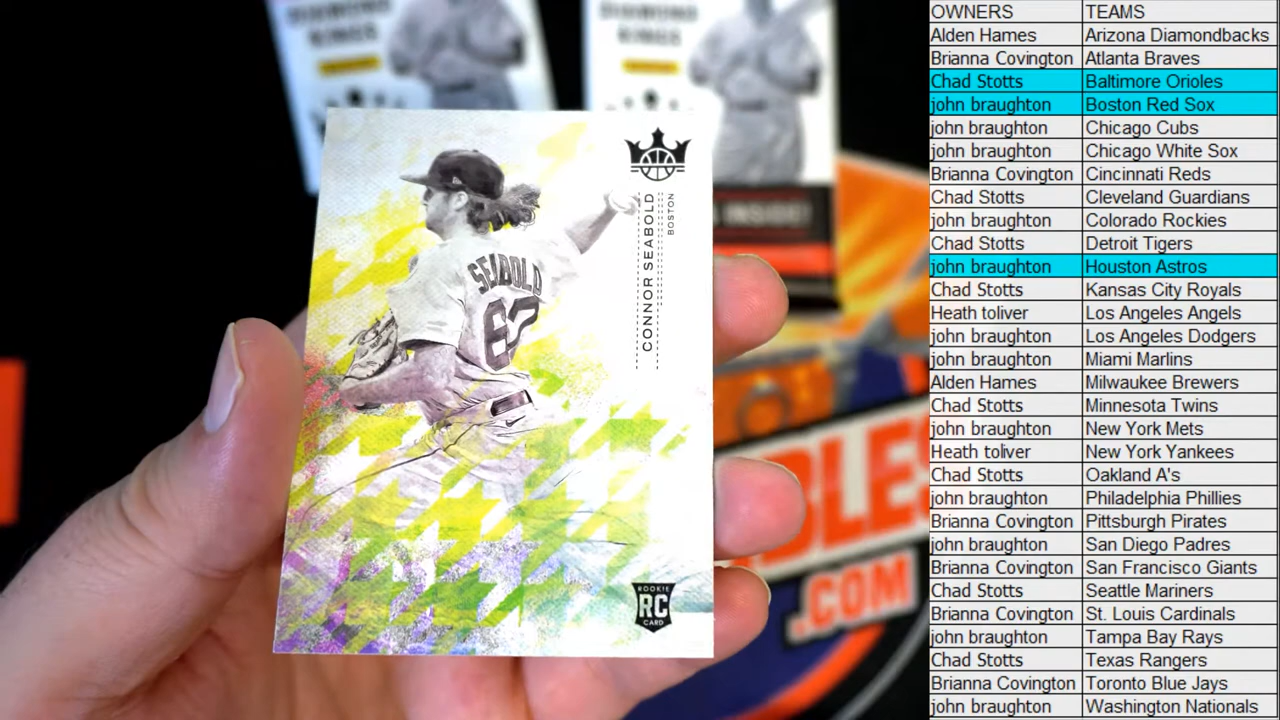 DIAMOND
KINGS
CONNOR SEABOLD
BOSTON
SEABOLD
67
ROOKIE
RC
CARD
INSIDE!
BLES
.COM
OWNERS TEAMS
Alden Hames Arizona Diamondbacks
Brianna Covington Atlanta Braves
Chad Stotts Baltimore Orioles
john braughton Boston Red Sox
john braughton Chicago Cubs
john braughton Chicago White Sox
Brianna Covington Cincinnati Reds
Chad Stotts Cleveland Guardians
john braughton Colorado Rockies
Chad Stotts Detroit Tigers
john braughton Houston Astros
Chad Stotts Kansas City Royals
Heath toliver Los Angeles Angels
john braughton Los Angeles Dodgers
john braughton Miami Marlins
Alden Hames Milwaukee Brewers
Chad Stotts Minnesota Twins
john braughton New York Mets
Heath toliver New York Yankees
Chad Stotts Oakland A's
john braughton Philadelphia Phillies
Brianna Covington Pittsburgh Pirates
john braughton San Diego Padres
Brianna Covington San Francisco Giants
Chad Stotts Seattle Mariners
Brianna Covington St. Louis Cardinals
john braughton Tampa Bay Rays
Chad Stotts Texas Rangers
Brianna Covington Toronto Blue Jays
john braughton Washington Nationals